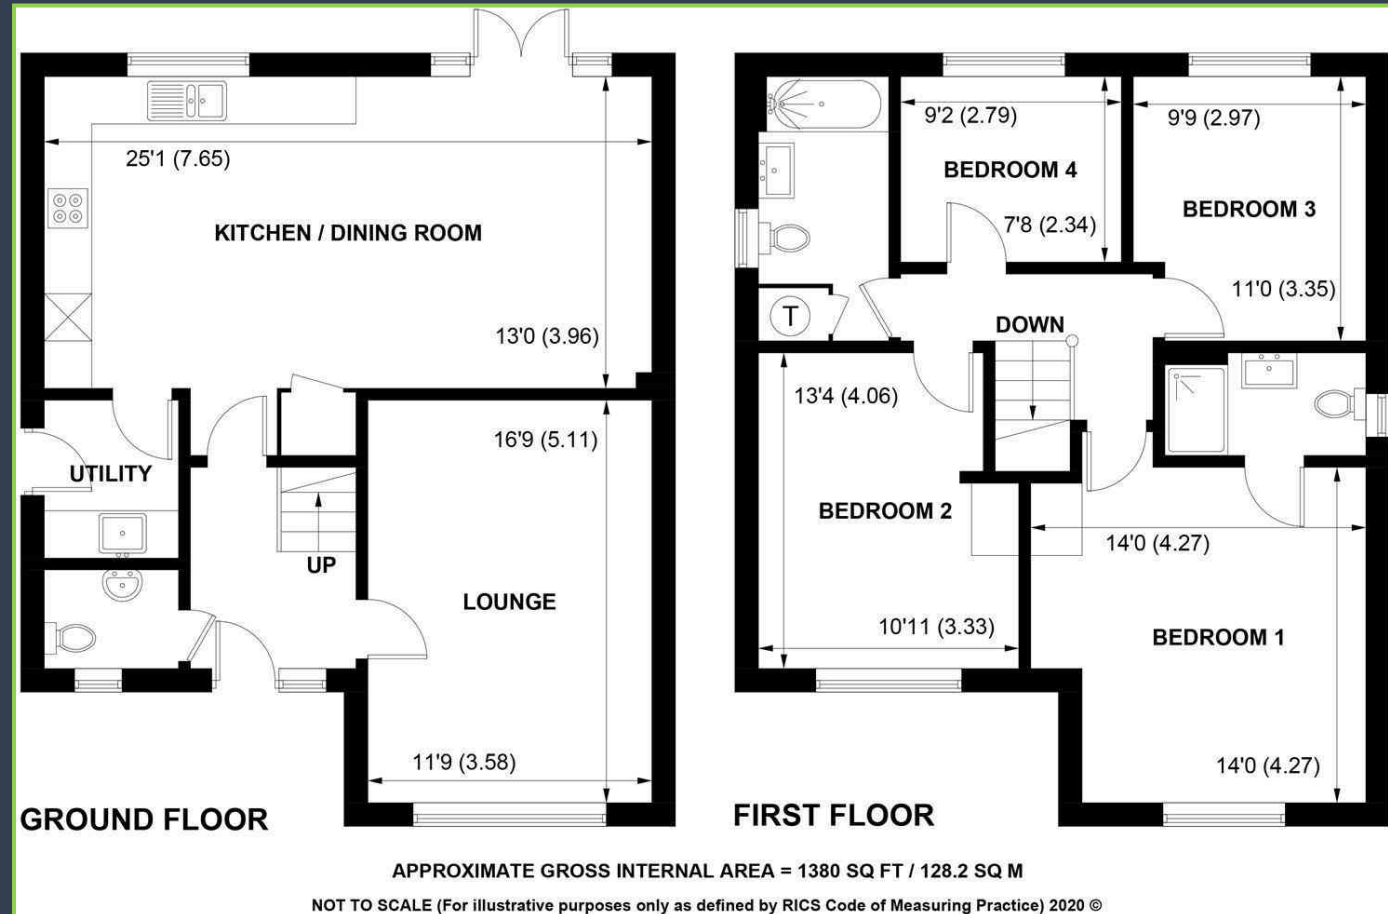 25'1 (7.65)
KITCHEN / DINING ROOM
13'0 (3.96)
16'9 (5.11)
UTILITY
UP
LOUNGE
11'9 (3.58)
GROUND FLOOR
9'2 (2.79)
BEDROOM 4
7'8 (2.34)
9'9 (2.97)
BEDROOM 3
11'0 (3.35)
T
DOWN
13'4 (4.06)
BEDROOM 2
10'11 (3.33)
14'0 (4.27)
BEDROOM 1
14'0 (4.27)
FIRST FLOOR
APPROXIMATE GROSS INTERNAL AREA = 1380 SQ FT / 128.2 SQ M
NOT TO SCALE (For illustrative purposes only as defined by RICS Code of Measuring Practice) 2020 ©